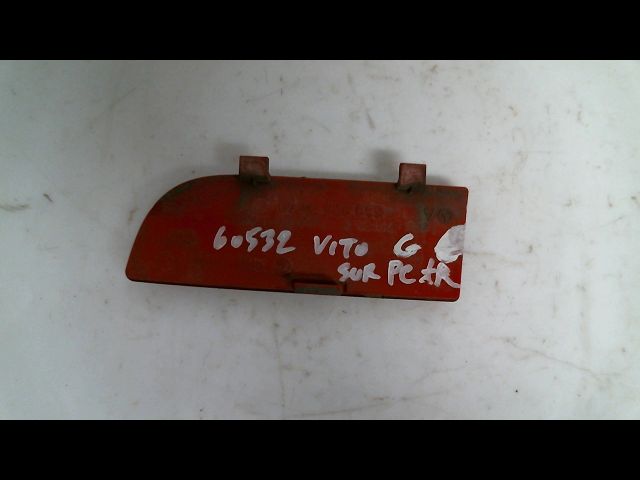 60532 VITO G
SUR PC AR